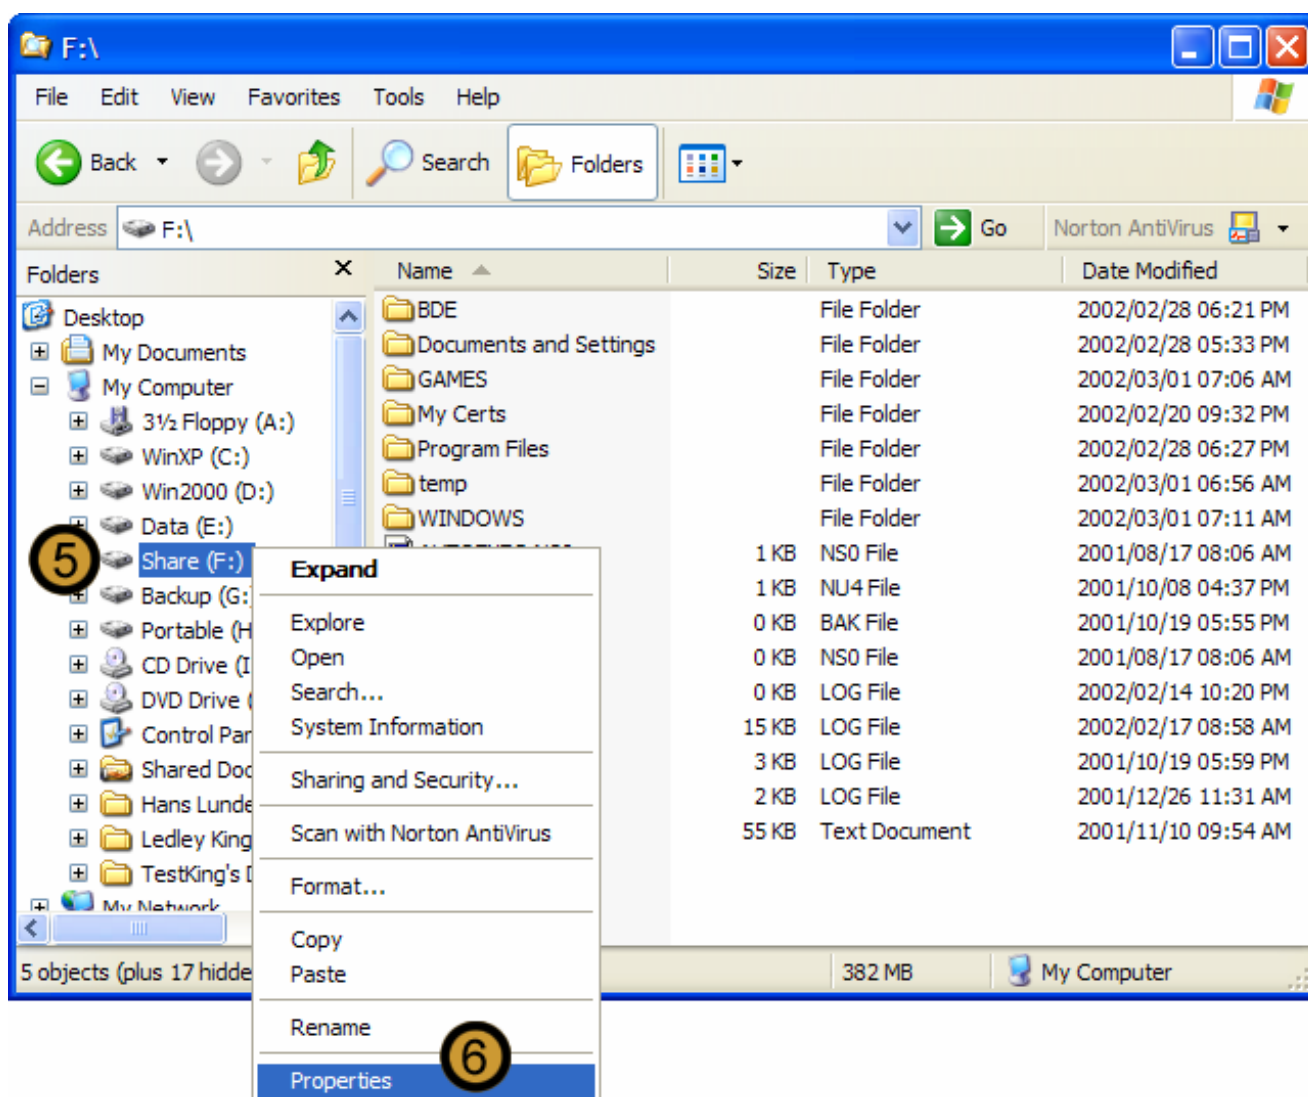 F:\
File Edit View Favorites Tools Help
Back Search Folders
Address F:\ Go Norton AntiVirus
Folders X Name Size Type Date Modified
Desktop
My Documents
My Computer
3½ Floppy (A:)
WinXP (C:)
Win2000 (D:)
Data (E:)
5 Share (F:)
Backup (G:
Portable (H
CD Drive (I
DVD Drive (
Control Par
Shared Doc
Hans Lunde
Ledley King
TestKing's D
My Network
BDE File Folder 2002/02/28 06:21 PM
Documents and Settings File Folder 2002/02/28 05:33 PM
GAMES File Folder 2002/03/01 07:06 AM
My Certs File Folder 2002/02/20 09:32 PM
Program Files File Folder 2002/02/28 06:27 PM
temp File Folder 2002/03/01 06:56 AM
WINDOWS File Folder 2002/03/01 07:11 AM
1 KB NS0 File 2001/08/17 08:06 AM
1 KB NU4 File 2001/10/08 04:37 PM
0 KB BAK File 2001/10/19 05:55 PM
0 KB NS0 File 2001/08/17 08:06 AM
0 KB LOG File 2002/02/14 10:20 PM
15 KB LOG File 2002/02/17 08:58 AM
3 KB LOG File 2001/10/19 05:59 PM
2 KB LOG File 2001/12/26 11:31 AM
55 KB Text Document 2001/11/10 09:54 AM
Expand
Explore
Open
Search...
System Information
Sharing and Security...
Scan with Norton AntiVirus
Format...
Copy
Paste
Rename
6
Properties
5 objects (plus 17 hidde 382 MB My Computer